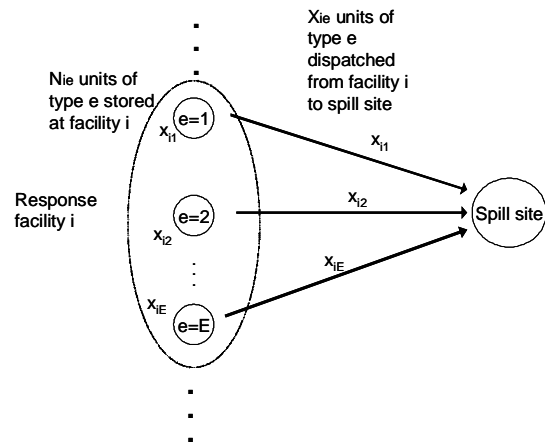 Nie units of
type e stored
at facility i
Xie units of
type e
dispatched
from facility i
to spill site
xi1
e=1
xi1
Response
facility i
e=2
xi2
xi2
Spill site
xiE
e=E
xiE